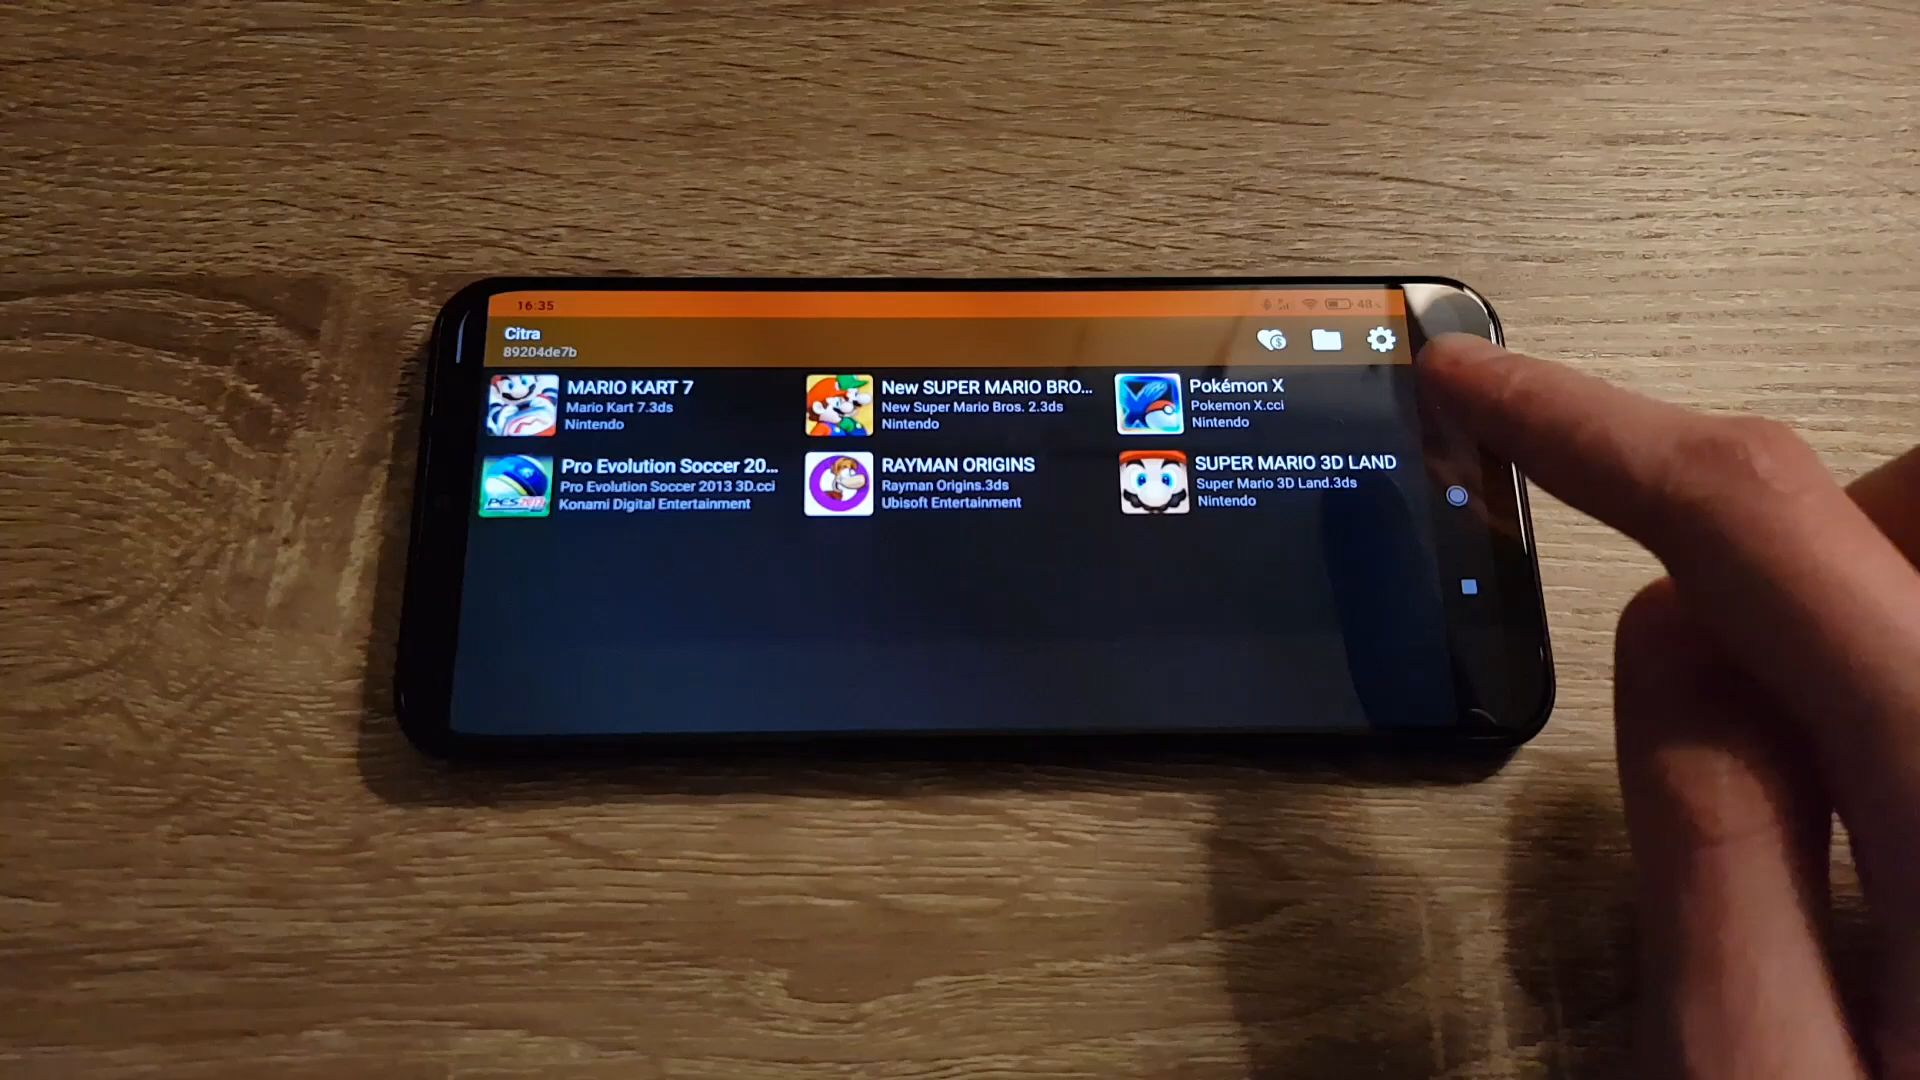 16:35
48
Citra
89204de7b
MARIO KART 7
Mario Kart 7.3ds
Nintendo
New SUPER MARIO BRO...
New Super Mario Bros. 2.3ds
Nintendo
Pokémon X
Pokemon X.cci
Nintendo
Pro Evolution Soccer 20...
Pro Evolution Soccer 2013 3D.cci
Konami Digital Entertainment
PES2013
RAYMAN ORIGINS
Rayman Origins.3ds
Ubisoft Entertainment
SUPER MARIO 3D LAND
Super Mario 3D Land.3ds
Nintendo